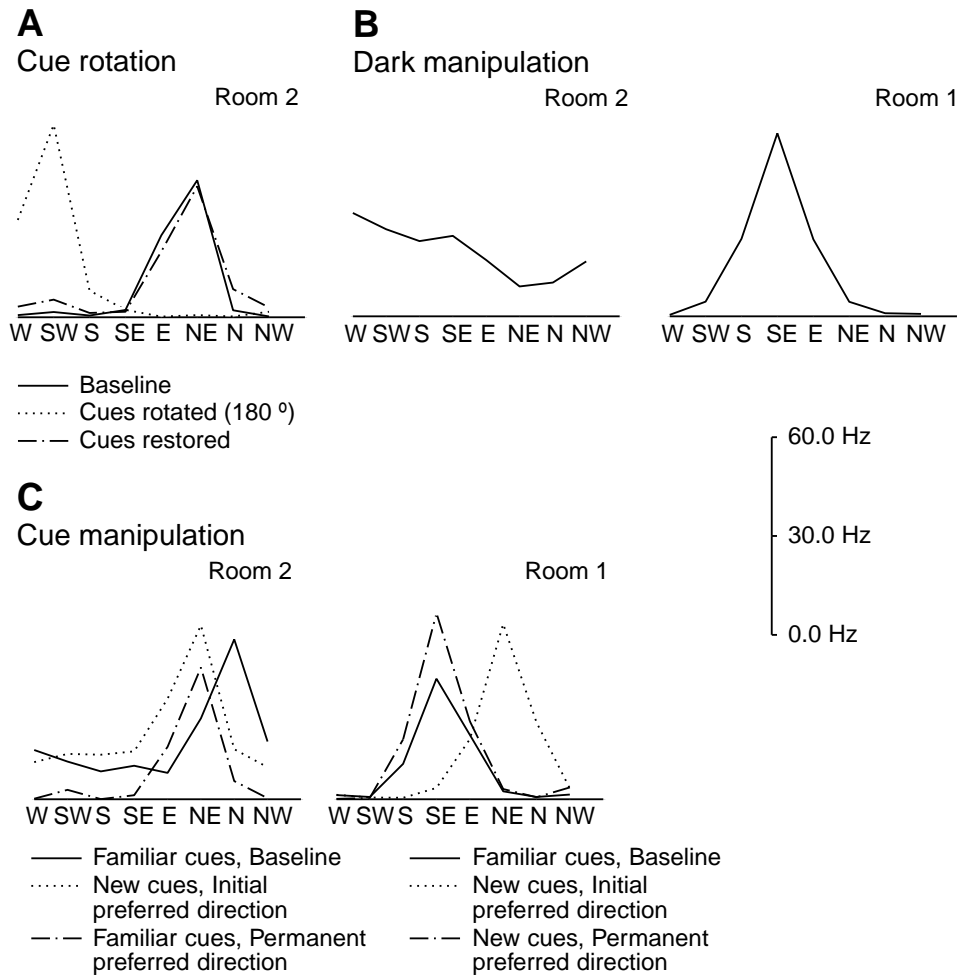 A
Cue rotation
Room 2
W SW S SE E NE N NW
Baseline
Cues rotated (180 º)
Cues restored
B
Dark manipulation
Room 2
W SW S SE E NE N NW
Room 1
W SW S SE E NE N NW
60.0 Hz
30.0 Hz
0.0 Hz
C
Cue manipulation
Room 2
W SW S SE E NE N NW
Familiar cues, Baseline
New cues, Initial
preferred direction
Familiar cues, Permanent
preferred direction
Room 1
W SW S SE E NE N NW
Familiar cues, Baseline
New cues, Initial
preferred direction
New cues, Permanent
preferred direction